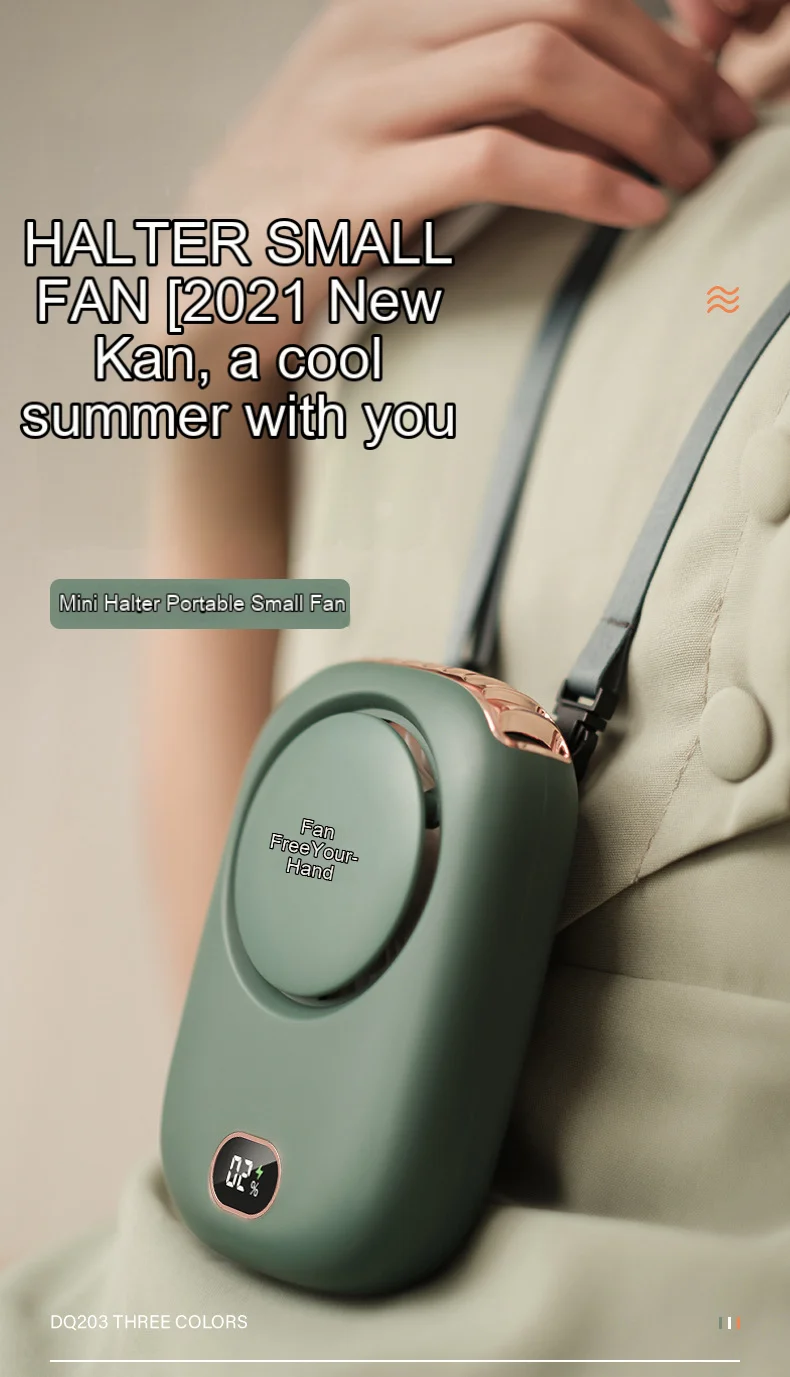 HALTER SMALL
FAN [2021 New
Kan, a cool
summer with you
Mini Halter Portable Small Fan
Fan
FreeYour-
Hand
02%
DQ203 THREE COLORS